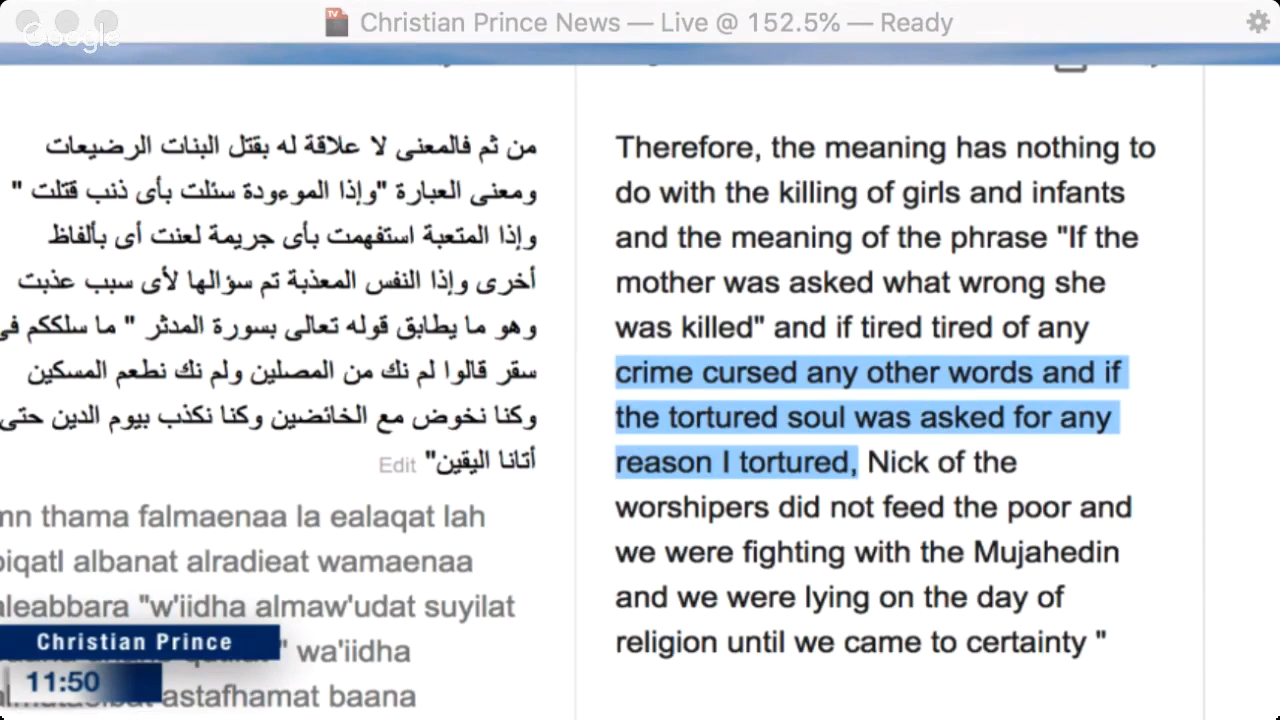 Christian Prince News — Live @ 152.5% — Ready
Google
من ثم فالمعنى لا علاقة له بقتل البنات الرضيعات
ومعنى العبارة "وإذا الموءودة سئلت بأى ذنب قتلت "
وإذا المتعبة استفهمت بأى جريمة لعنت أى بألفاظ
أخرى وإذا النفس المعذبة تم سؤالها لأى سبب عذبت
وهو ما يطابق قوله تعالى بسورة المدثر " ما سلككم فى
سقر قالوا لم نك من المصلين ولم نك نطعم المسكين
وكنا نخوض مع الخائضين وكنا نكذب بيوم الدين حتى
أتانا اليقين" Edit
mn thama falmaenaa la ealaqat lah
biqatl albanat alradieat wamaenaa
aleabbara "w'iidha almaw'udat suyilat
" wa'iidha
astafhamat baana
Therefore, the meaning has nothing to
do with the killing of girls and infants
and the meaning of the phrase "If the
mother was asked what wrong she
was killed" and if tired tired of any
crime cursed any other words and if
the tortured soul was asked for any
reason I tortured, Nick of the
worshipers did not feed the poor and
we were fighting with the Mujahedin
and we were lying on the day of
religion until we came to certainty "
Christian Prince
11:50